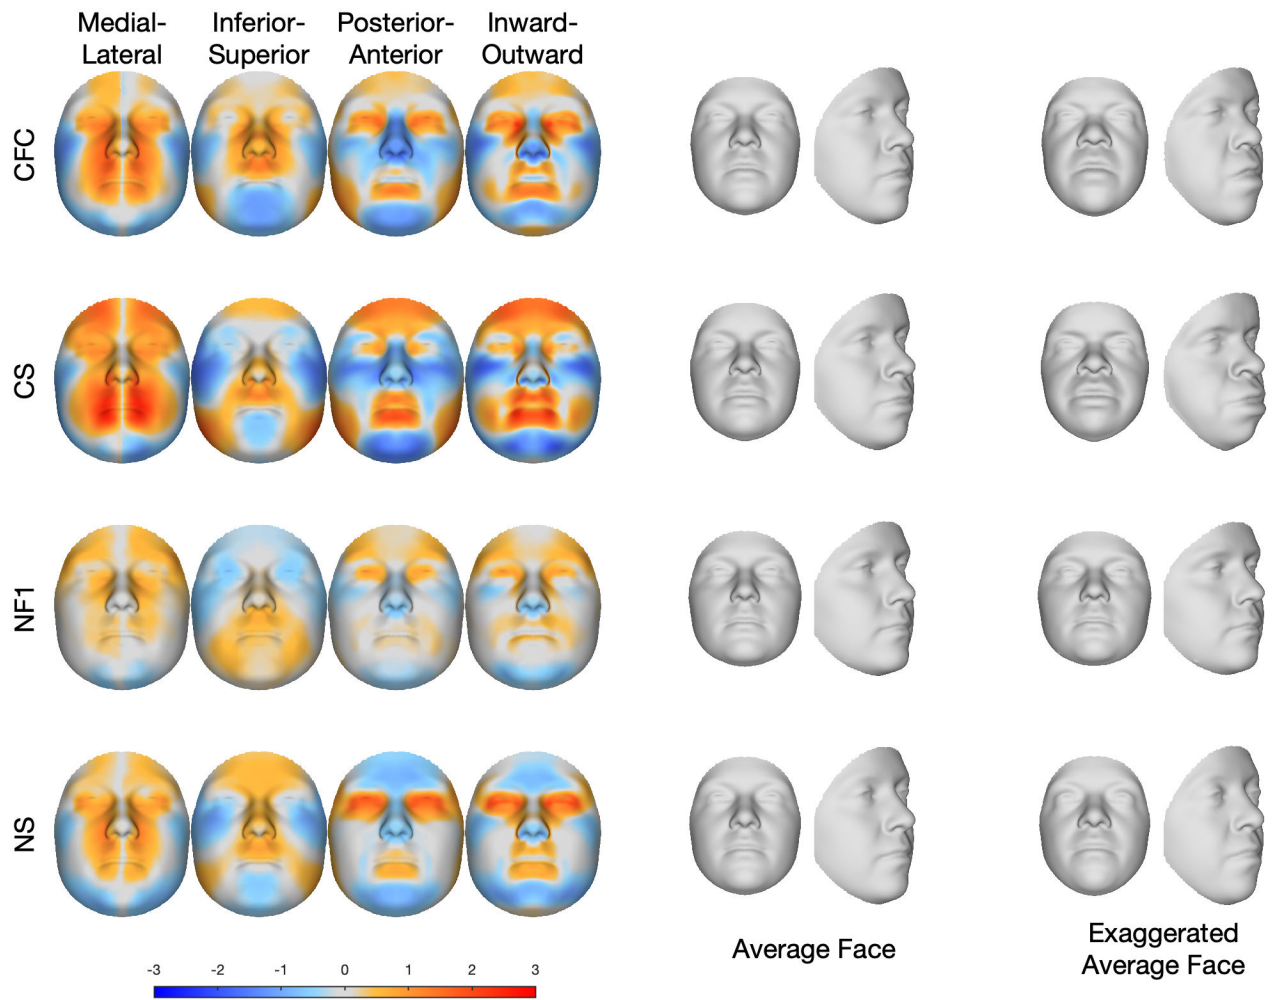 Medial-
Lateral
Inferior-
Superior
Posterior-
Anterior
Inward-
Outward
CFC
CS
NF1
NS
-3 -2 -1 0 1 2 3
Average Face
Exaggerated
Average Face